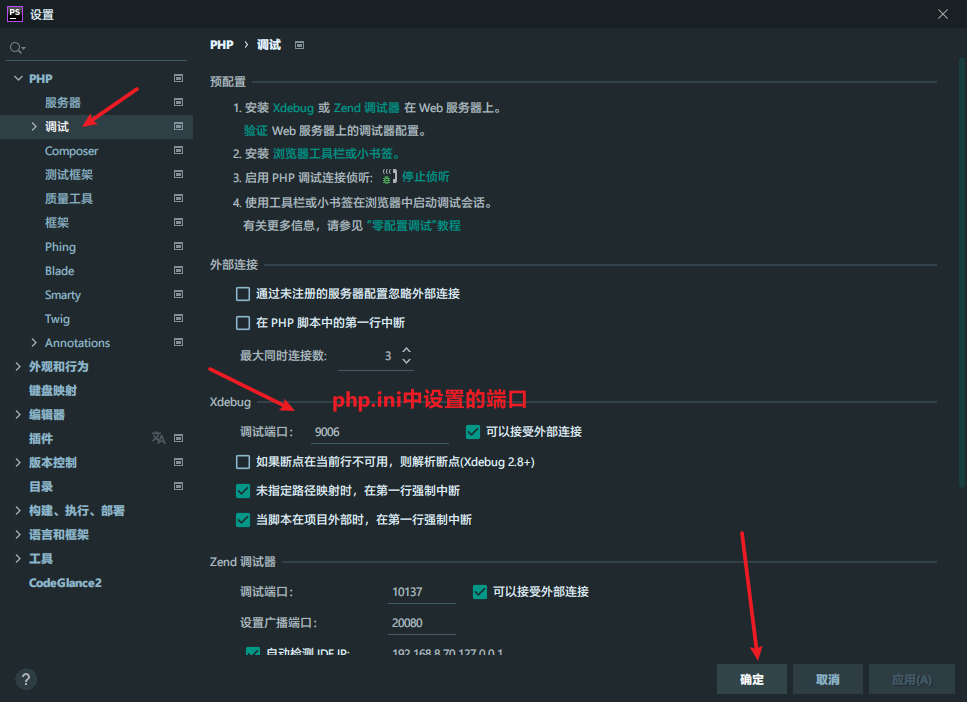 PS 设置
PHP
服务器
调试
Composer
测试框架
质量工具
框架
Phing
Blade
Smarty
Twig
Annotations
外观和行为
键盘映射
编辑器
插件
版本控制
目录
构建、执行、部署
语言和框架
工具
CodeGlance2
?
PHP › 调试
预配置
1. 安装 Xdebug 或 Zend 调试器 在 Web 服务器上。
验证 Web 服务器上的调试器配置。
2. 安装 浏览器工具栏或小书签。
3. 启用 PHP 调试连接侦听: 停止侦听
4. 使用工具栏或小书签在浏览器中启动调试会话。
有关更多信息，请参见 “零配置调试”教程
外部连接
通过未注册的服务器配置忽略外部连接
在 PHP 脚本中的第一行中断
最大同时连接数: 3
Xdebug
php.ini中设置的端口
调试端口： 9006 可以接受外部连接
如果断点在当前行不可用，则解析断点(Xdebug 2.8+)
未指定路径映射时，在第一行强制中断
当脚本在项目外部时，在第一行强制中断
Zend 调试器
调试端口： 10137 可以接受外部连接
设置广播端口： 20080
自动检测 IDE IP: 192.168.8.70,127.0.0.1
确定 取消 应用(A)